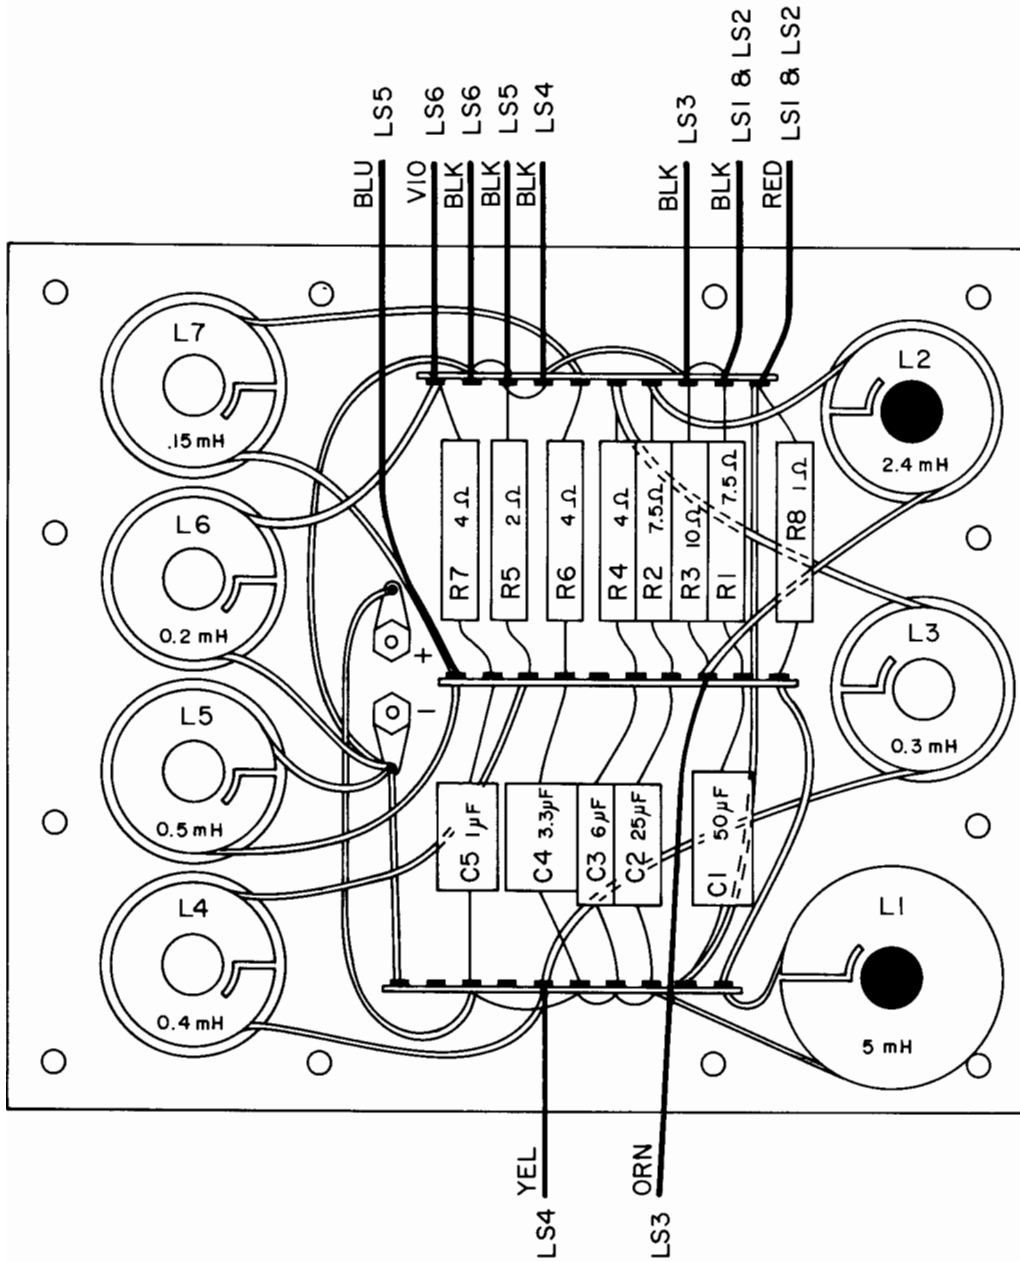 BLU LS5
VIO LS6
BLK LS6
BLK LS5
BLK LS4
BLK LS3
BLK LS1 & LS2
RED LS1 & LS2
L7
.15 mH
L6
0.2 mH
L5
0.5 mH
L4
0.4 mH
L2
2.4 mH
L3
0.3 mH
L1
5 mH
+
−
R7 4 Ω
R5 2 Ω
R6 4 Ω
R4 4 Ω
R2 7.5 Ω
R3 10 Ω
R1 7.5 Ω
R8 1 Ω
C5 1 µF
C4 3.3 µF
C3 6 µF
C2 25 µF
C1 50 µF
LS4 YEL
LS3 ORN